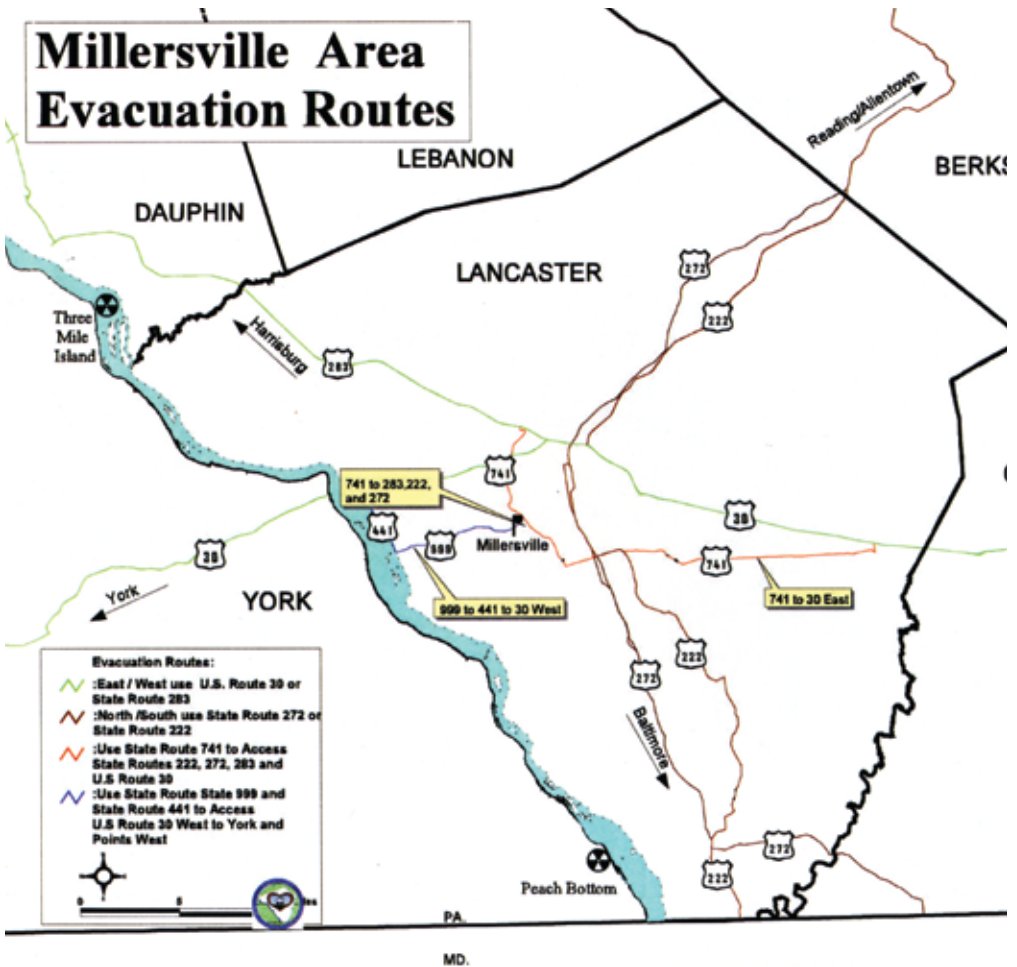 Millersville Area
Evacuation Routes
Reading/Allentown
LEBANON
BERKS
DAUPHIN
LANCASTER
272
222
Three
Mile
Island
Harrisburg
283
741
741 to 283,222,
and 272
30
441
999
Millersville
30
741
York
YORK
999 to 441 to 30 West
741 to 30 East
222
272
Baltimore
Evacuation Routes:
:East / West use U.S. Route 30 or
State Route 283
:North /South use State Route 272 or
State Route 222
:Use State Route 741 to Access
State Routes 222, 272, 283 and
U.S Route 30
:Use State Route State 999 and
State Route 441 to Access
U.S Route 30 West to York and
Points West
272
222
Peach Bottom
0
5
PA.
MD.